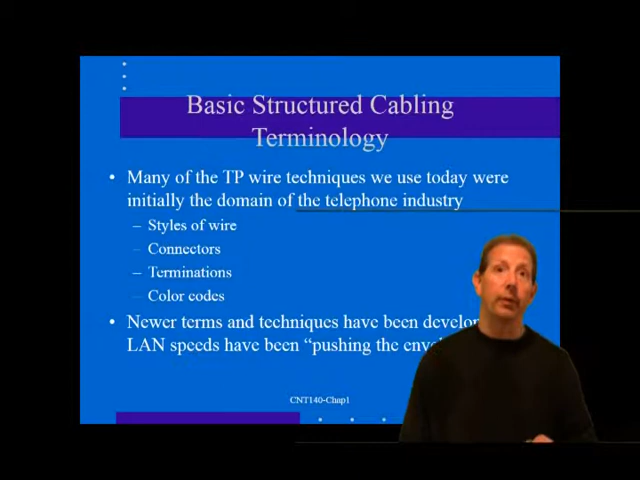 Basic Structured Cabling
Terminology
• Many of the TP wire techniques we use today were
initially the domain of the telephone industry
– Styles of wire
– Connectors
– Terminations
– Color codes
• Newer terms and techniques have been
LAN speeds have been "pushing the
CNT140-Chap1